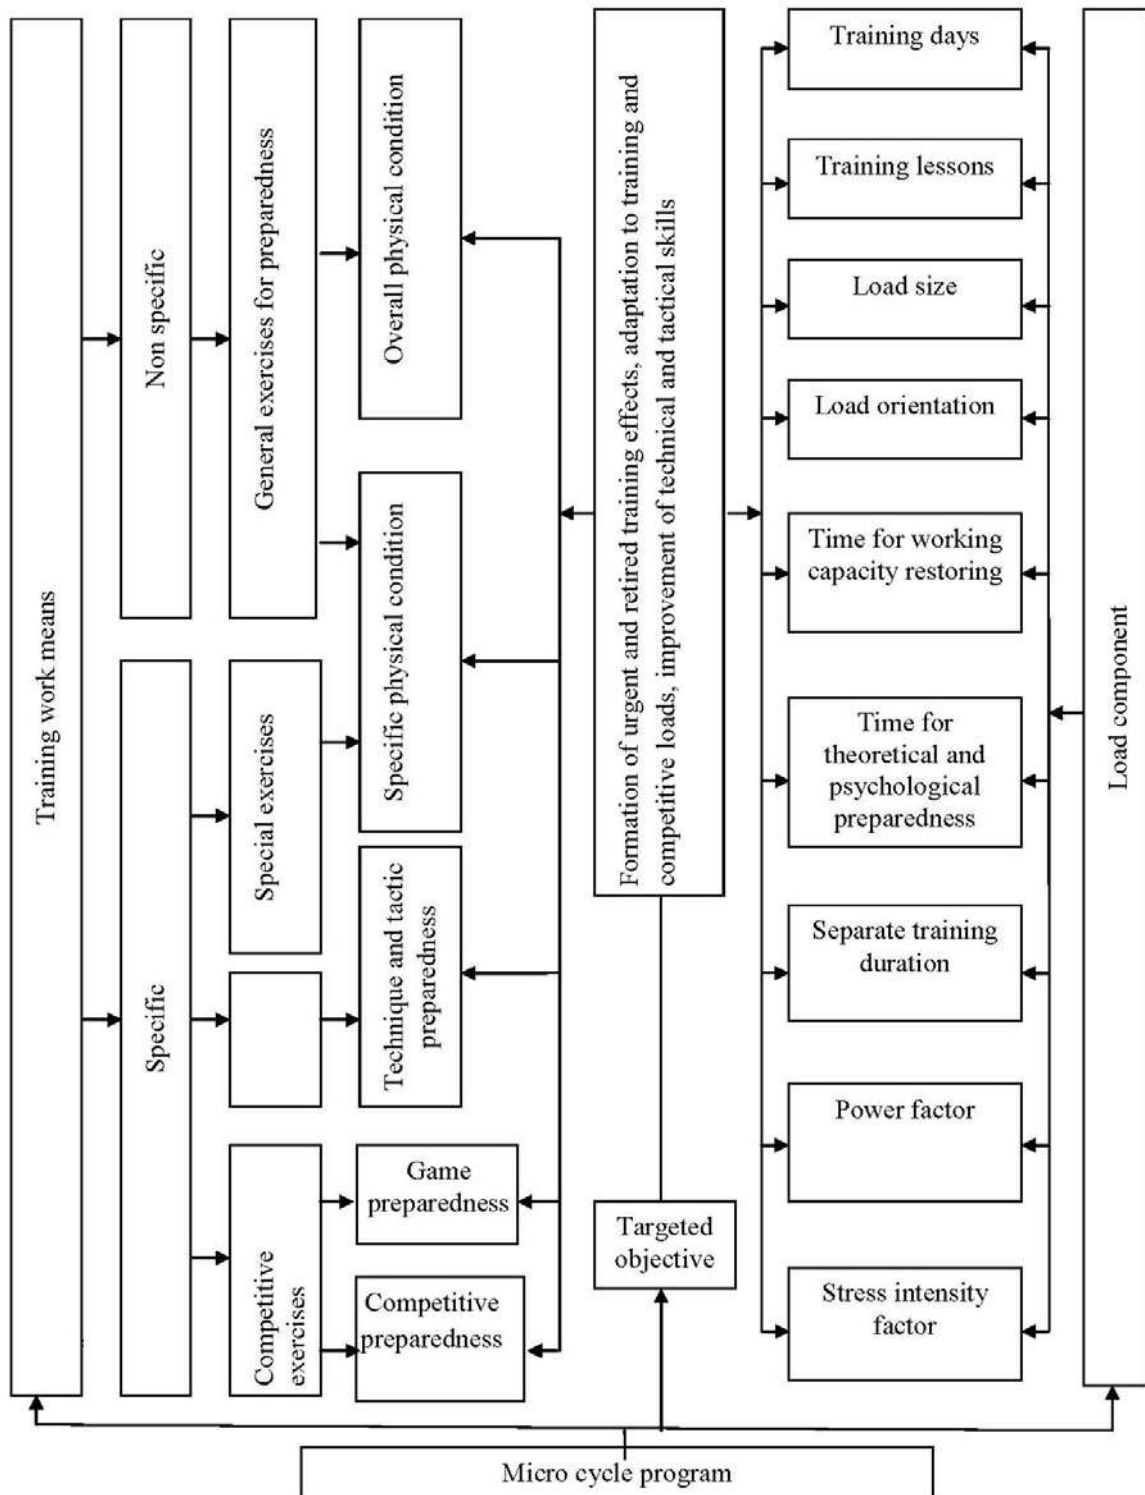 Training work means
Non specific
Specific
General exercises for preparedness
Special exercises
Competitive
exercises
Overall physical condition
Specific physical condition
Technique and tactic
preparedness
Game
preparedness
Competitive
preparedness
Formation of urgent and retired training effects, adaptation to training and
competitive loads, improvement of technical and tactical skills
Targeted
objective
Training days
Training lessons
Load size
Load orientation
Time for working
capacity restoring
Time for
theoretical and
psychological
preparedness
Separate training
duration
Power factor
Stress intensity
factor
Load component
Micro cycle program